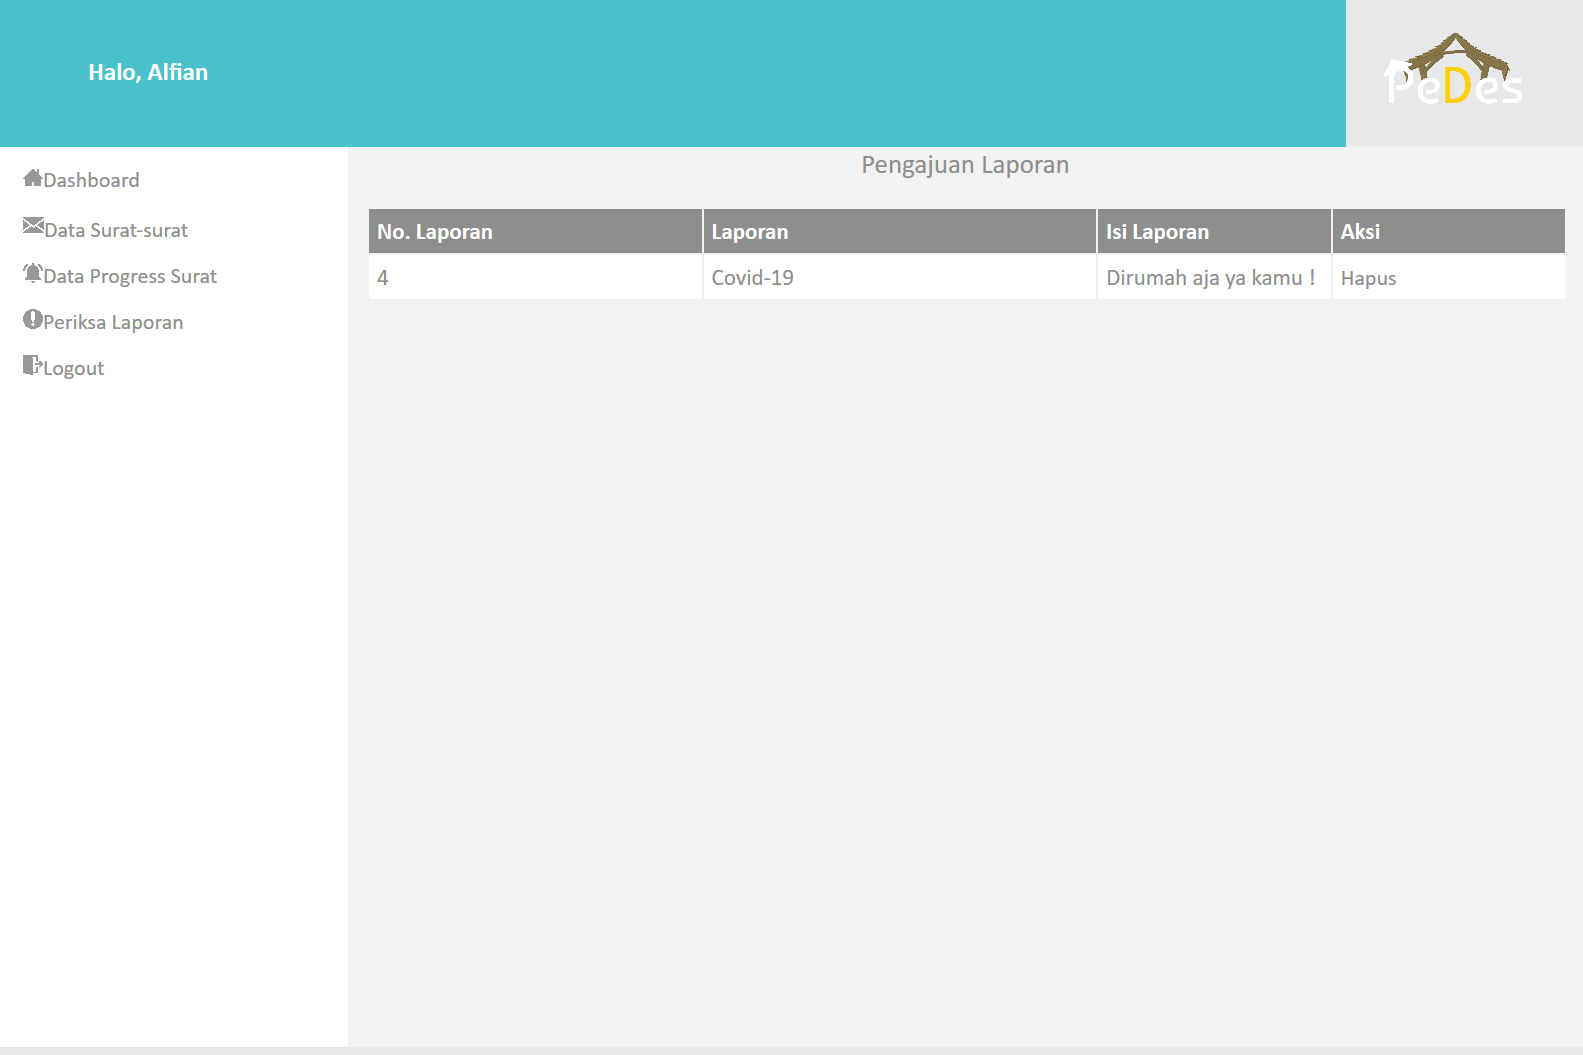 Halo, Alfian
PeDes
Dashboard
Data Surat-surat
Data Progress Surat
Periksa Laporan
Logout
Pengajuan Laporan
No. Laporan Laporan Isi Laporan Aksi
4 Covid-19 Dirumah aja ya kamu ! Hapus